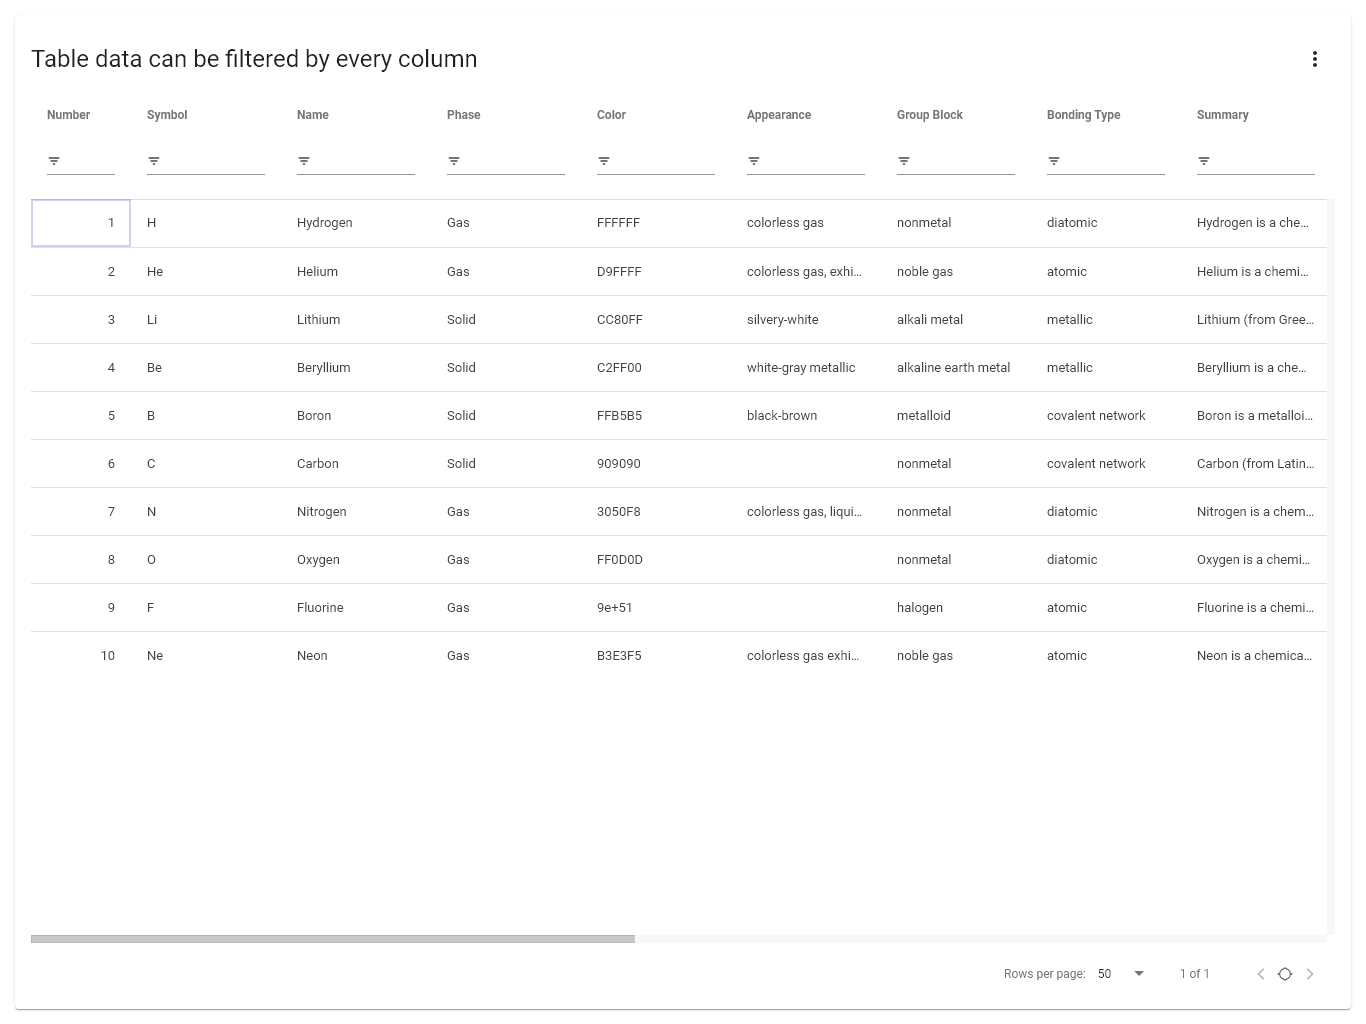 Table data can be filtered by every column
Number Symbol Name Phase Color Appearance Group Block Bonding Type Summary
1 H Hydrogen Gas FFFFFF colorless gas nonmetal diatomic Hydrogen is a che...
2 He Helium Gas D9FFFF colorless gas, exhi... noble gas atomic Helium is a chemi...
3 Li Lithium Solid CC80FF silvery-white alkali metal metallic Lithium (from Gree...
4 Be Beryllium Solid C2FF00 white-gray metallic alkaline earth metal metallic Beryllium is a che...
5 B Boron Solid FFB5B5 black-brown metalloid covalent network Boron is a metalloi...
6 C Carbon Solid 909090 nonmetal covalent network Carbon (from Latin...
7 N Nitrogen Gas 3050F8 colorless gas, liqui... nonmetal diatomic Nitrogen is a chem...
8 O Oxygen Gas FF0D0D nonmetal diatomic Oxygen is a chemi...
9 F Fluorine Gas 9e+51 halogen atomic Fluorine is a chemi...
10 Ne Neon Gas B3E3F5 colorless gas exhi... noble gas atomic Neon is a chemica...
Rows per page: 50 1 of 1